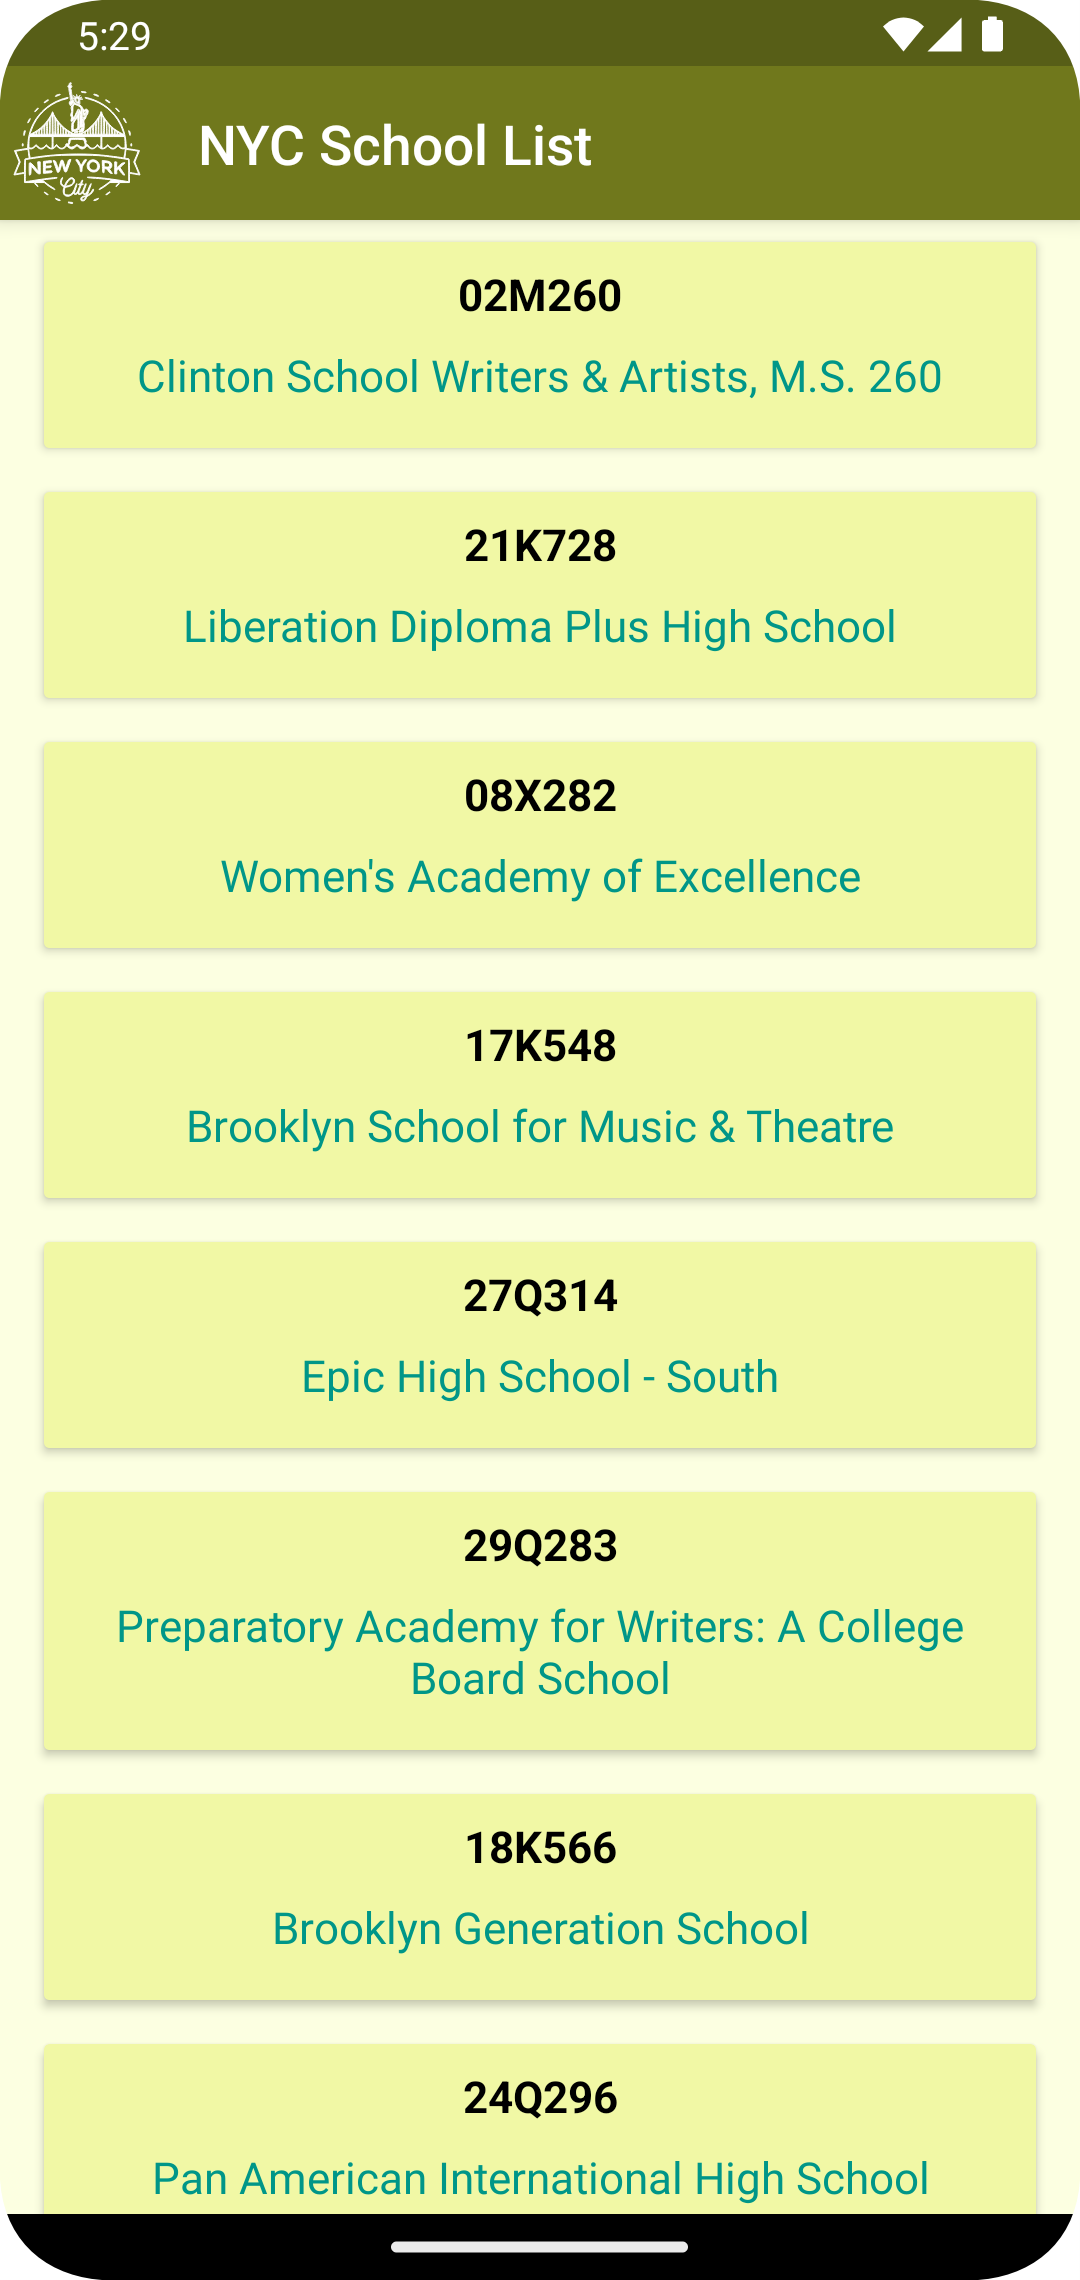 5:29
NEW YORK
City
NYC School List
02M260
Clinton School Writers & Artists, M.S. 260
21K728
Liberation Diploma Plus High School
08X282
Women's Academy of Excellence
17K548
Brooklyn School for Music & Theatre
27Q314
Epic High School - South
29Q283
Preparatory Academy for Writers: A College
Board School
18K566
Brooklyn Generation School
24Q296
Pan American International High School